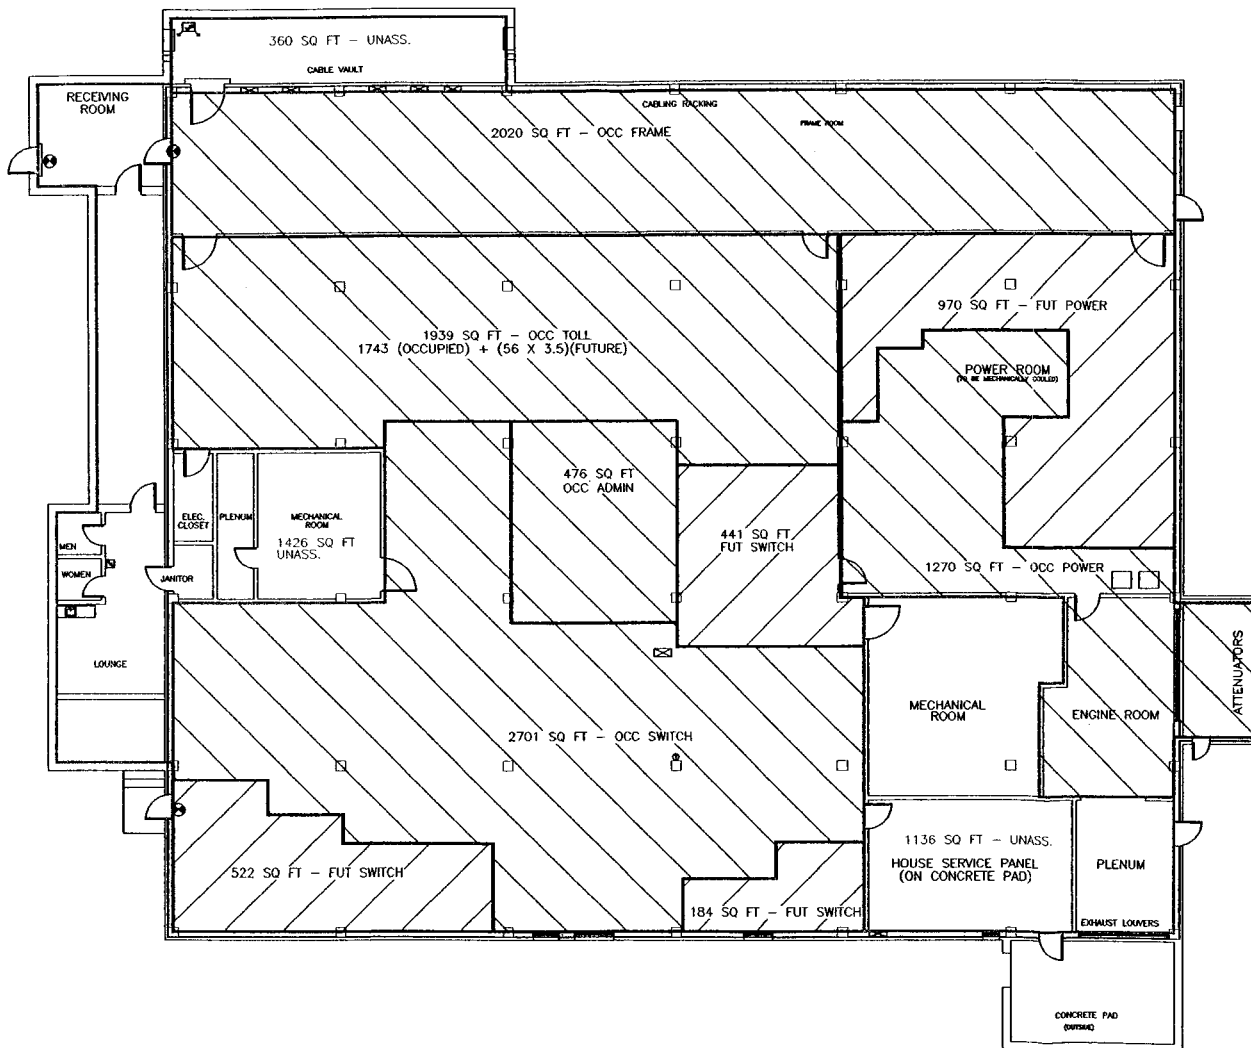 360 SQ FT – UNASS.
CABLE VAULT
RECEIVING
ROOM
CABLING RACKING
FRAME ROOM
2020 SQ FT – OCC FRAME
970 SQ FT – FUT POWER
1939 SQ FT – OCC TOLL
1743 (OCCUPIED) + (56 X 3.5)(FUTURE)
POWER ROOM
(TO BE MECHANICALLY COOLED)
476 SQ FT
OCC ADMIN
ELEC.
CLOSET
PLENUM
MECHANICAL
ROOM
1426 SQ FT
UNASS.
441 SQ FT
FUT SWITCH
MEN
WOMEN
JANITOR
1270 SQ FT – OCC POWER
LOUNGE
ATTENUATORS
MECHANICAL
ROOM
ENGINE ROOM
2701 SQ FT – OCC SWITCH
1136 SQ FT – UNASS.
HOUSE SERVICE PANEL
(ON CONCRETE PAD)
PLENUM
522 SQ FT – FUT SWITCH
184 SQ FT – FUT SWITCH
EXHAUST LOUVERS
CONCRETE PAD
(OUTSIDE)